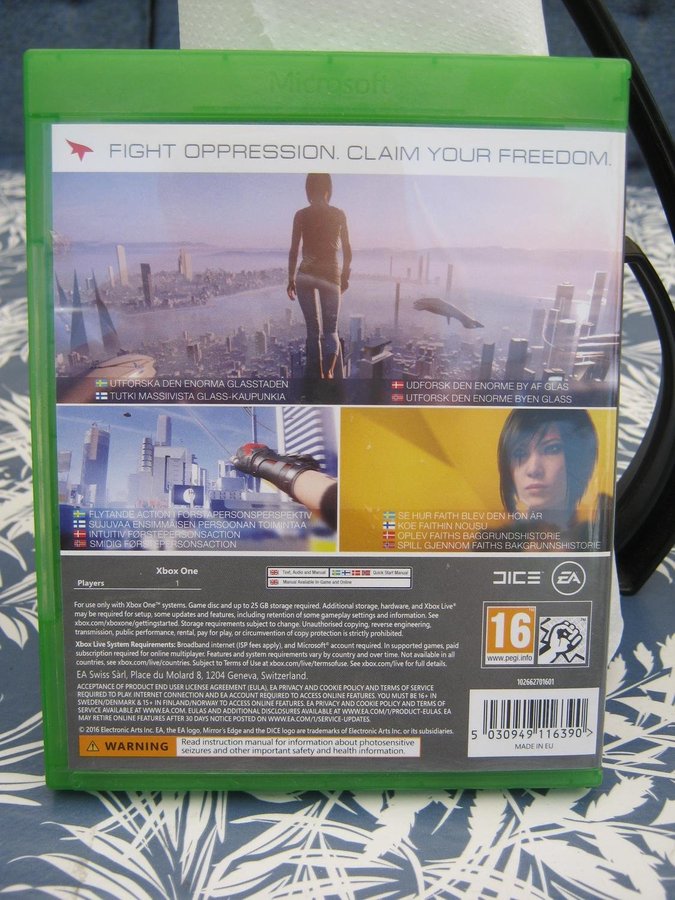 Microsoft
FIGHT OPPRESSION. CLAIM YOUR FREEDOM.
UTFORSKA DEN ENORMA GLASSTADEN
TUTKI MASSIIVISTA GLASS-KAUPUNKIA
UDFORSK DEN ENORME BY AF GLAS
UTFORSK DEN ENORME BYEN GLASS
FLYTANDE ACTION I FÖRSTAPERSONSPERSPEKTIV
SUJUVAA ENSIMMÄISEN PERSOONAN TOIMINTAA
INTUITIV FØRSTEPERSONSACTION
SMIDIG FØRSTEPERSONSACTION
SE HUR FAITH BLEV DEN HON ÄR
KOE FAITHIN NOUSU
OPLEV FAITHS BAGGRUNDSHISTORIE
SPILL GJENNOM FAITHS BAKGRUNNSHISTORIE
Xbox One
Players 1
Text, Audio and Manual
Quick Start Manual
Manual Available In-Game and Online
DICE EA
For use only with Xbox One™ systems. Game disc and up to 25 GB storage required. Additional storage, hardware, and Xbox Live®
may be required for setup, some updates and features, including retention of some gameplay settings and information. See
xbox.com/xboxone/gettingstarted. Storage requirements subject to change. Unauthorised copying, reverse engineering,
transmission, public performance, rental, pay for play, or circumvention of copy protection is strictly prohibited.
Xbox Live System Requirements: Broadband internet (ISP fees apply), and Microsoft® account required. In supported games, paid
subscription required for online multiplayer. Features and system requirements vary by country and over time. Not available in all
countries, see xbox.com/live/countries. Subject to Terms of Use at xbox.com/live/termsofuse. See xbox.com/live for full details.
EA Swiss Sàrl, Place du Molard 8, 1204 Geneva, Switzerland.
ACCEPTANCE OF PRODUCT END USER LICENSE AGREEMENT (EULA), EA PRIVACY AND COOKIE POLICY AND TERMS OF SERVICE
REQUIRED TO PLAY. INTERNET CONNECTION AND EA ACCOUNT REQUIRED TO ACCESS ONLINE FEATURES. YOU MUST BE 16+ IN
SWEDEN/DENMARK & 15+ IN FINLAND/NORWAY TO ACCESS ONLINE FEATURES. EA PRIVACY AND COOKIE POLICY AND TERMS OF
SERVICE AVAILABLE AT WWW.EA.COM. EULAS AND ADDITIONAL DISCLOSURES AVAILABLE AT WWW.EA.COM/1/PRODUCT-EULAS. EA
MAY RETIRE ONLINE FEATURES AFTER 30 DAYS NOTICE POSTED ON WWW.EA.COM/1/SERVICE-UPDATES.
© 2016 Electronic Arts Inc. EA, the EA logo, Mirror's Edge and the DICE logo are trademarks of Electronic Arts Inc. or its subsidiaries.
WARNING
Read instruction manual for information about photosensitive
seizures and other important safety and health information.
16
www.pegi.info
102662701601
5 030949 116390 >
MADE IN EU